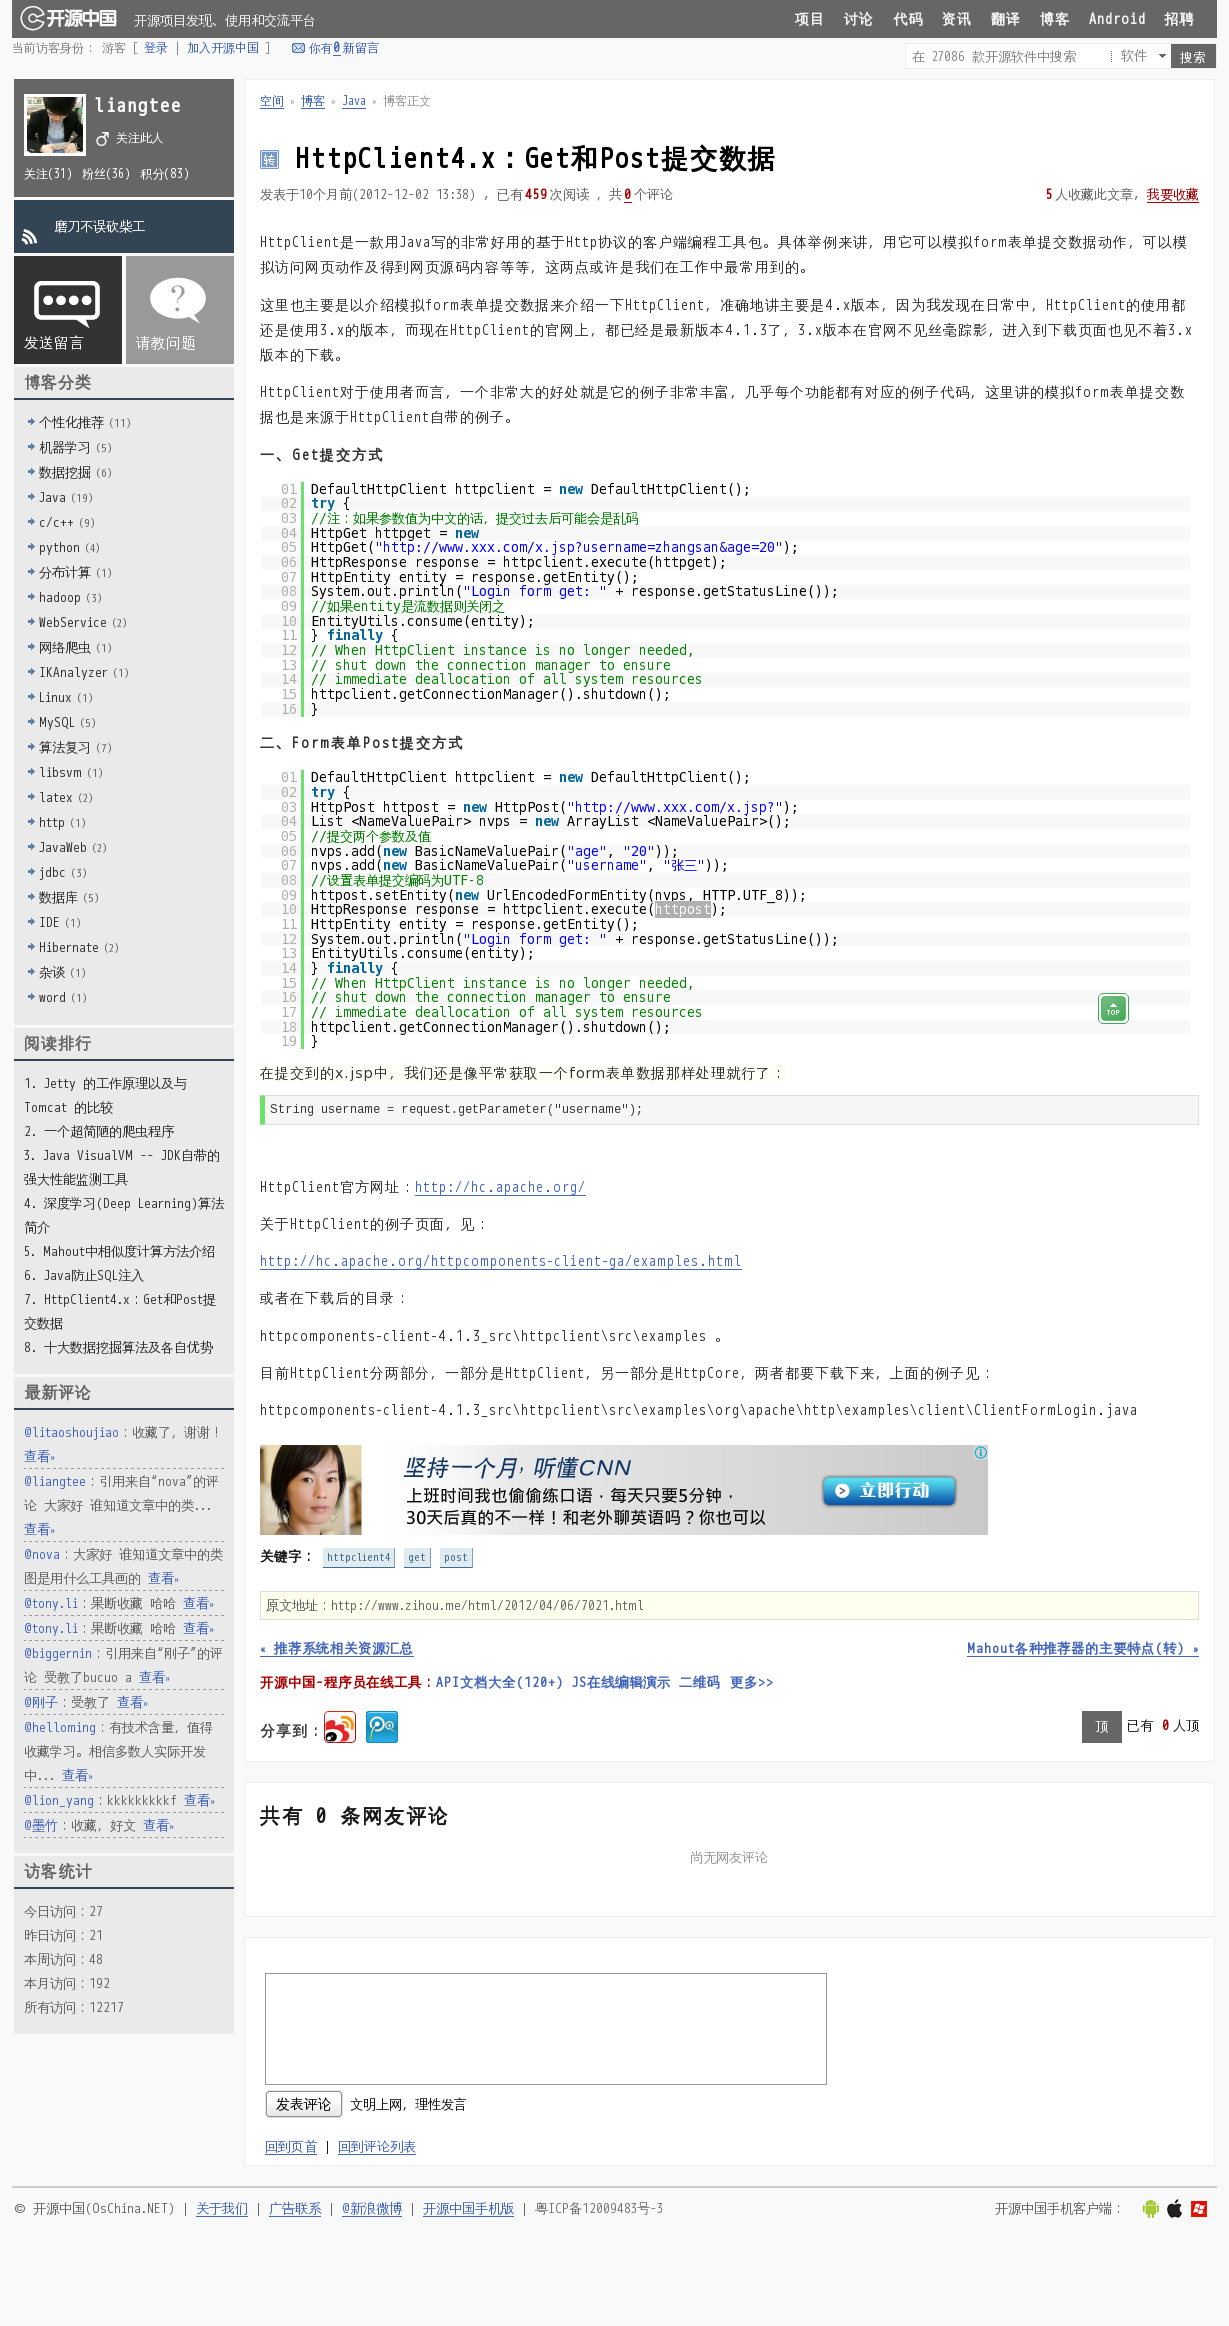 开源中国 开源项目发现、使用和交流平台 项目 讨论 代码 资讯 翻译 博客 Android 招聘
当前访客身份： 游客 [ 登录 | 加入开源中国 ] 你有0新留言 在 27086 款开源软件中搜索 软件 搜索
liangtee
关注此人
关注(31) 粉丝(36) 积分(83)
磨刀不误砍柴工
发送留言 请教问题
博客分类
个性化推荐 (11)
机器学习 (5)
数据挖掘 (6)
Java (19)
c/c++ (9)
python (4)
分布计算 (1)
hadoop (3)
WebService (2)
网络爬虫 (1)
IKAnalyzer (1)
Linux (1)
MySQL (5)
算法复习 (7)
libsvm (1)
latex (2)
http (1)
JavaWeb (2)
jdbc (3)
数据库 (5)
IDE (1)
Hibernate (2)
杂谈 (1)
word (1)
阅读排行
1. Jetty 的工作原理以及与
Tomcat 的比较
2. 一个超简陋的爬虫程序
3. Java VisualVM -- JDK自带的
强大性能监测工具
4. 深度学习(Deep Learning)算法
简介
5. Mahout中相似度计算方法介绍
6. Java防止SQL注入
7. HttpClient4.x：Get和Post提
交数据
8. 十大数据挖掘算法及各自优势
最新评论
@litaoshoujiao：收藏了, 谢谢！
查看»
@liangtee：引用来自“nova”的评
论 大家好 谁知道文章中的类...
查看»
@nova：大家好 谁知道文章中的类
图是用什么工具画的 查看»
@tony.li：果断收藏 哈哈 查看»
@tony.li：果断收藏 哈哈 查看»
@biggernin：引用来自“刚子”的评
论 受教了bucuo a 查看»
@刚子：受教了 查看»
@helloming：有技术含量, 值得
收藏学习。相信多数人实际开发
中... 查看»
@lion_yang：kkkkkkkkkf 查看»
@墨竹：收藏, 好文 查看»
访客统计
今日访问：27
昨日访问：21
本周访问：48
本月访问：192
所有访问：12217
空间 » 博客 » Java » 博客正文
转 HttpClient4.x：Get和Post提交数据
发表于10个月前(2012-12-02 13:38) , 已有459次阅读 , 共0个评论 5人收藏此文章, 我要收藏
HttpClient是一款用Java写的非常好用的基于Http协议的客户端编程工具包。具体举例来讲, 用它可以模拟form表单提交数据动作, 可以模
拟访问网页动作及得到网页源码内容等等, 这两点或许是我们在工作中最常用到的。
这里也主要是以介绍模拟form表单提交数据来介绍一下HttpClient, 准确地讲主要是4.x版本, 因为我发现在日常中, HttpClient的使用都
还是使用3.x的版本, 而现在HttpClient的官网上, 都已经是最新版本4.1.3了, 3.x版本在官网不见丝毫踪影, 进入到下载页面也见不着3.x
版本的下载。
HttpClient对于使用者而言, 一个非常大的好处就是它的例子非常丰富, 几乎每个功能都有对应的例子代码, 这里讲的模拟form表单提交数
据也是来源于HttpClient自带的例子。
一、Get提交方式
01 DefaultHttpClient httpclient = new DefaultHttpClient();
02 try {
03 //注：如果参数值为中文的话, 提交过去后可能会是乱码
04 HttpGet httpget = new
05 HttpGet("http://www.xxx.com/x.jsp?username=zhangsan&age=20");
06 HttpResponse response = httpclient.execute(httpget);
07 HttpEntity entity = response.getEntity();
08 System.out.println("Login form get: " + response.getStatusLine());
09 //如果entity是流数据则关闭之
10 EntityUtils.consume(entity);
11 } finally {
12 // When HttpClient instance is no longer needed,
13 // shut down the connection manager to ensure
14 // immediate deallocation of all system resources
15 httpclient.getConnectionManager().shutdown();
16 }
二、Form表单Post提交方式
01 DefaultHttpClient httpclient = new DefaultHttpClient();
02 try {
03 HttpPost httpost = new HttpPost("http://www.xxx.com/x.jsp?");
04 List <NameValuePair> nvps = new ArrayList <NameValuePair>();
05 //提交两个参数及值
06 nvps.add(new BasicNameValuePair("age", "20"));
07 nvps.add(new BasicNameValuePair("username", "张三"));
08 //设置表单提交编码为UTF-8
09 httpost.setEntity(new UrlEncodedFormEntity(nvps, HTTP.UTF_8));
10 HttpResponse response = httpclient.execute(httpost);
11 HttpEntity entity = response.getEntity();
12 System.out.println("Login form get: " + response.getStatusLine());
13 EntityUtils.consume(entity);
14 } finally {
15 // When HttpClient instance is no longer needed,
16 // shut down the connection manager to ensure
17 // immediate deallocation of all system resources
18 httpclient.getConnectionManager().shutdown();
19 }
TOP
在提交到的x.jsp中, 我们还是像平常获取一个form表单数据那样处理就行了：
String username = request.getParameter("username");
HttpClient官方网址：http://hc.apache.org/
关于HttpClient的例子页面, 见：
http://hc.apache.org/httpcomponents-client-ga/examples.html
或者在下载后的目录：
httpcomponents-client-4.1.3_src\httpclient\src\examples 。
目前HttpClient分两部分, 一部分是HttpClient, 另一部分是HttpCore, 两者都要下载下来, 上面的例子见：
httpcomponents-client-4.1.3_src\httpclient\src\examples\org\apache\http\examples\client\ClientFormLogin.java
坚持一个月, 听懂CNN
上班时间我也偷偷练口语 · 每天只要5分钟，
30天后真的不一样！和老外聊英语吗？你也可以
立即行动
关键字： httpclient4 get post
原文地址：http://www.zihou.me/html/2012/04/06/7021.html
« 推荐系统相关资源汇总 Mahout各种推荐器的主要特点(转) »
开源中国-程序员在线工具：API文档大全(120+) JS在线编辑演示 二维码 更多>>
分享到： 顶 已有 0 人顶
共有 0 条网友评论
尚无网友评论
发表评论 文明上网, 理性发言
回到页首 | 回到评论列表
© 开源中国(OsChina.NET) | 关于我们 | 广告联系 | @新浪微博 | 开源中国手机版 | 粤ICP备12009483号-3 开源中国手机客户端：